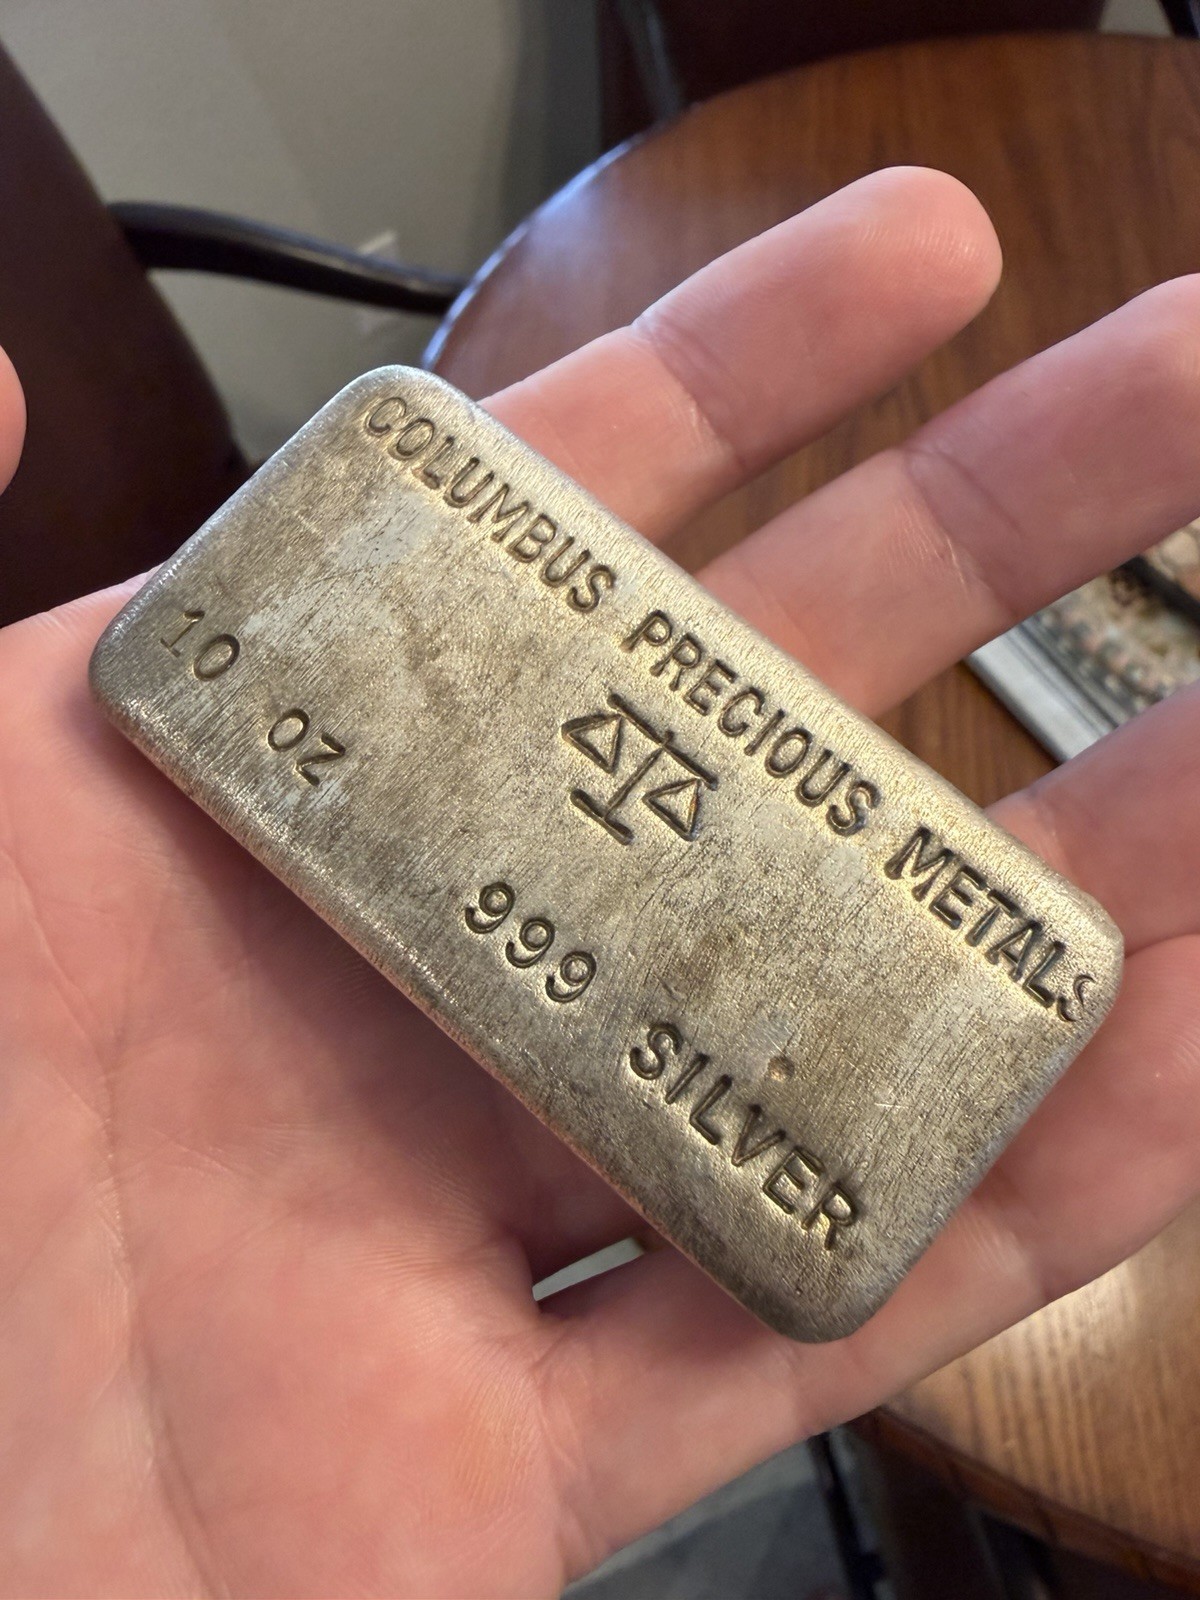 COLUMBUS PRECIOUS METALS
10 OZ
999 SILVER